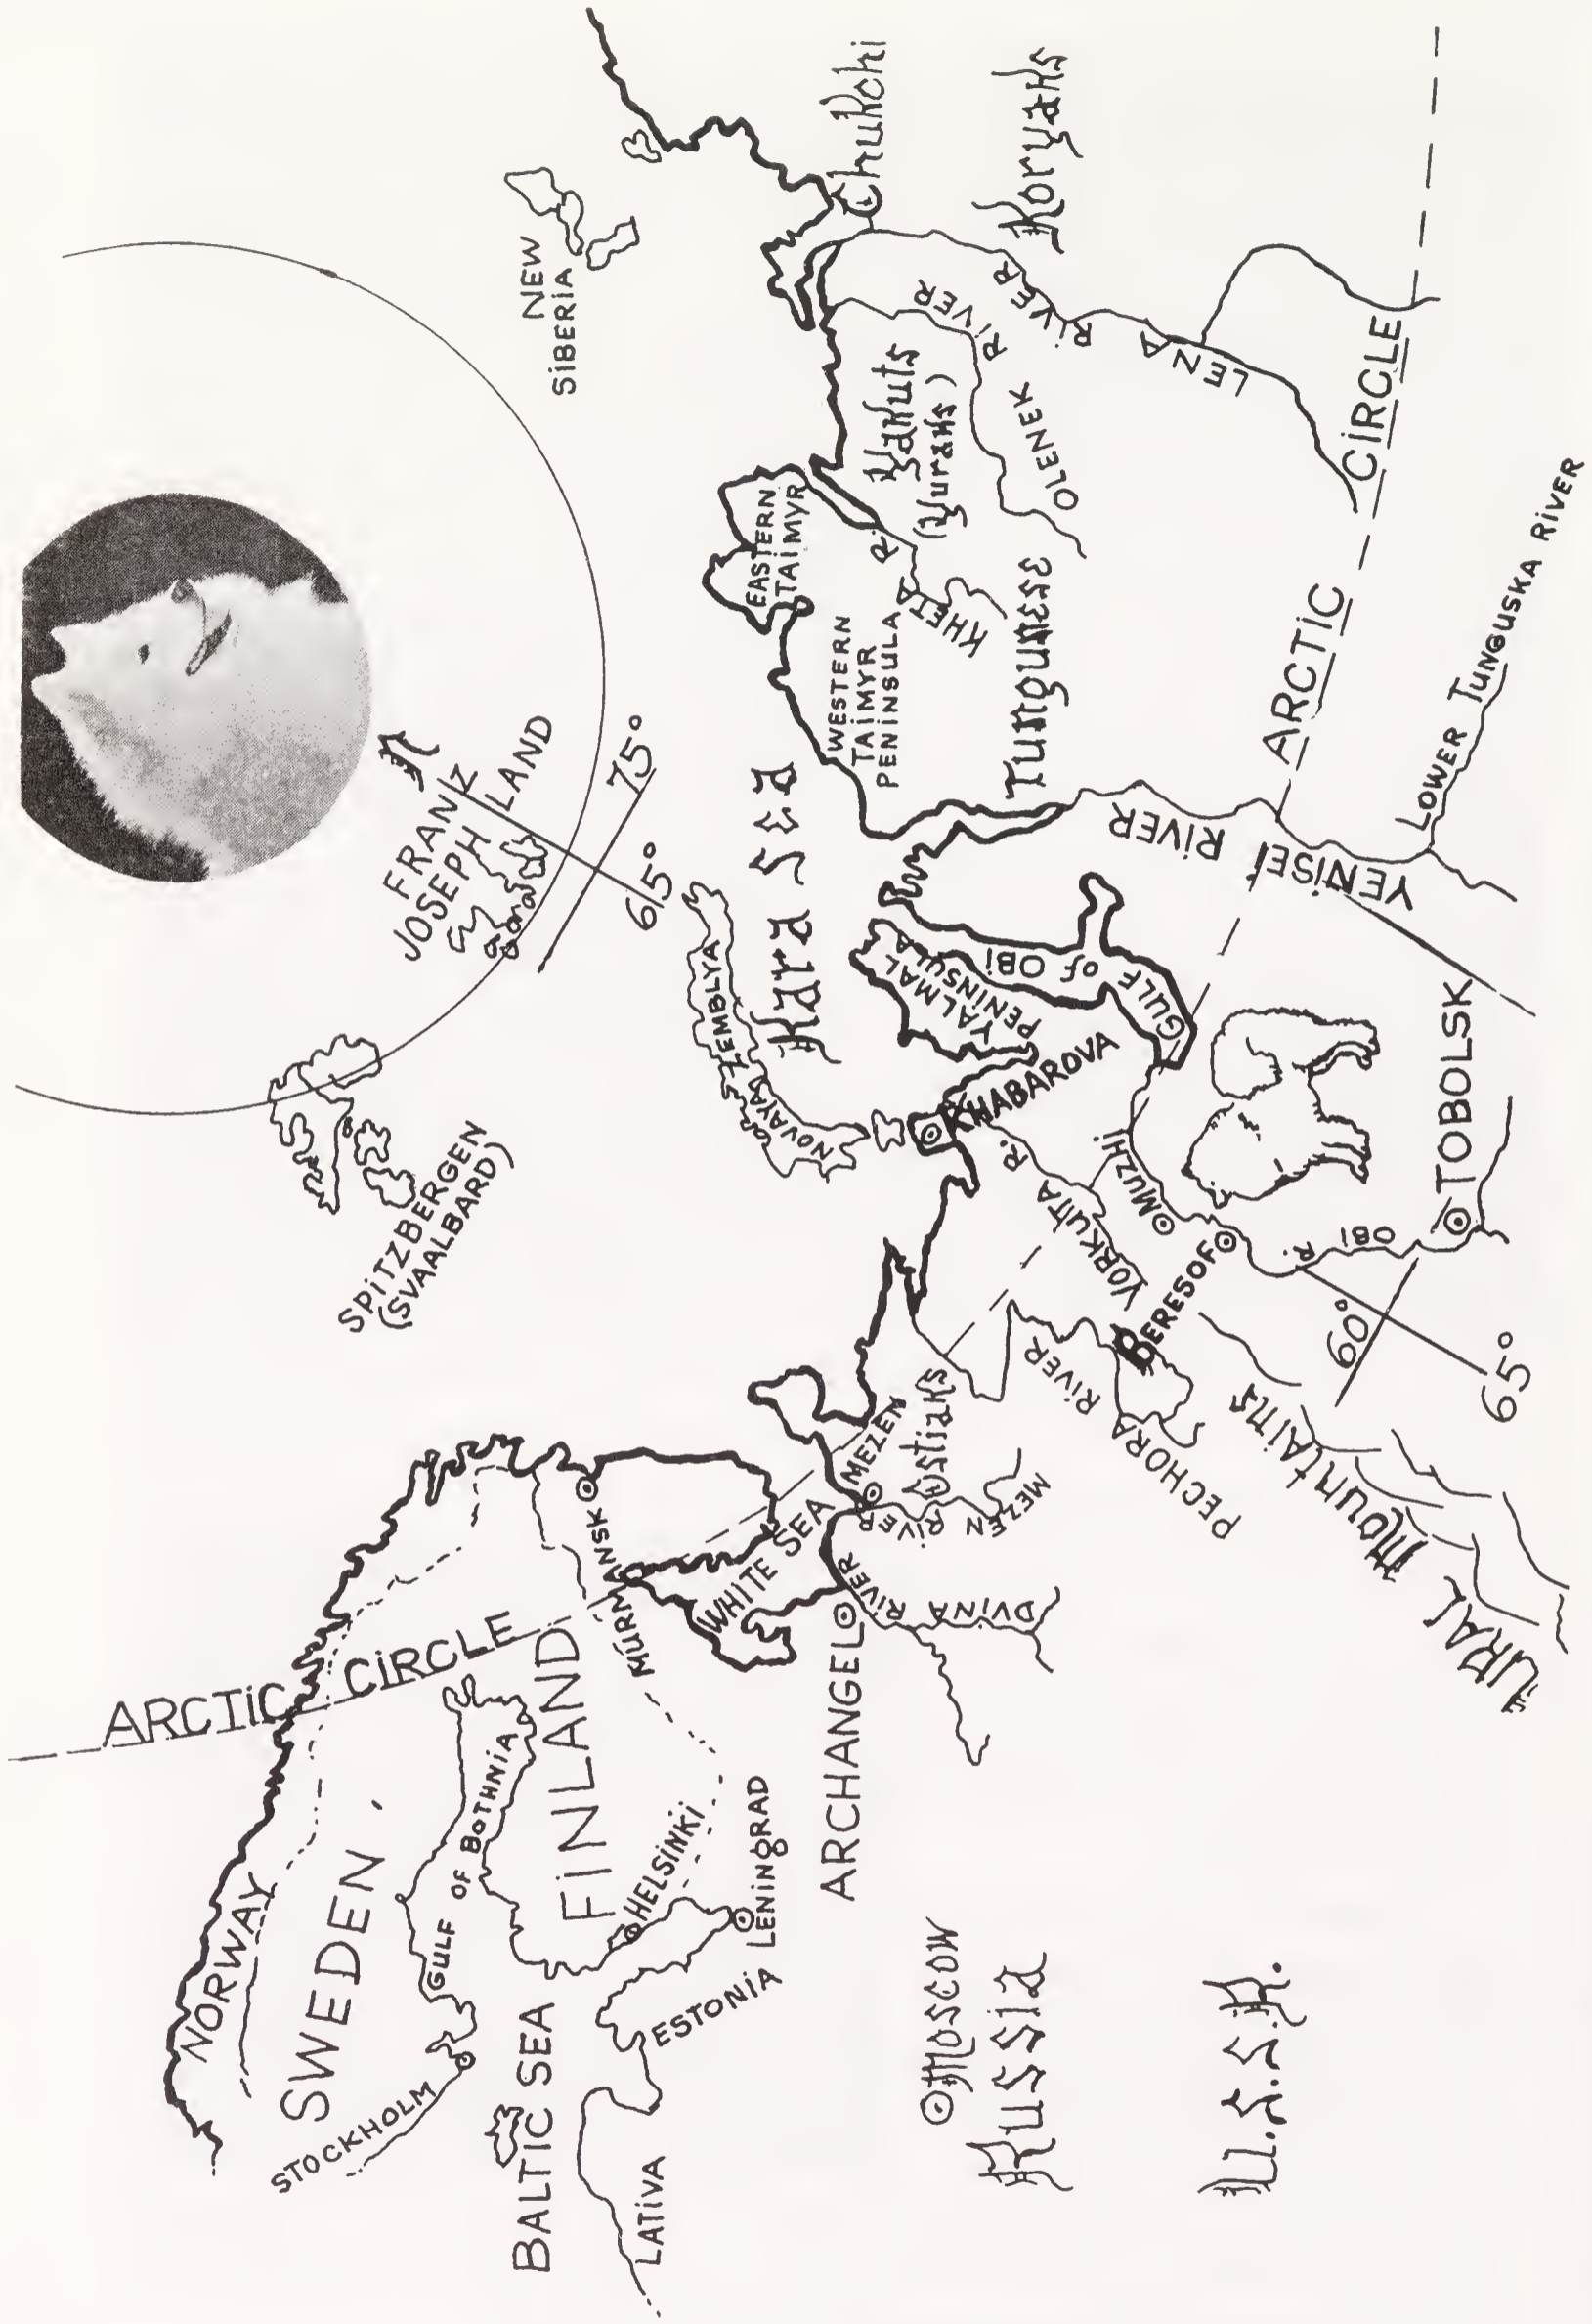 NEW
SIBERIA
FRANZ
JOSEPH LAND
75°
65°
SPITZBERGEN
(SVAALBARD)
ARCTIC CIRCLE
NORWAY
SWEDEN
STOCKHOLM
GULF OF BOTHNIA
BALTIC SEA
FINLAND
HELSINKI
LENINGRAD
ESTONIA
LATIVA
MURMANSK
WHITE SEA
ARCHANGEL
DVINA RIVER
MEZEN
MEZEN RIVER
Ostiaks
PECHORA RIVER
URAL Mountains
NOVAYA ZEMBLYA
Kara Sea
KHABAROVA
YALMAL
PENINSULA
GULF of OBI
VORKUTA R.
MUZHI
BERESOF
OBI R.
TOBOLSK
60°
65°
WESTERN
TAIMYR
PENINSULA
EASTERN
TAIMYR
KHETA R.
Yakuts
(Yuraks)
Tungunese
OLENEK RIVER
LENA RIVER
Chukchi
Koryaks
YENISEI RIVER
LOWER TUNGUSKA RIVER
ARCTIC CIRCLE
Moscow
Russia
U.S.S.R.